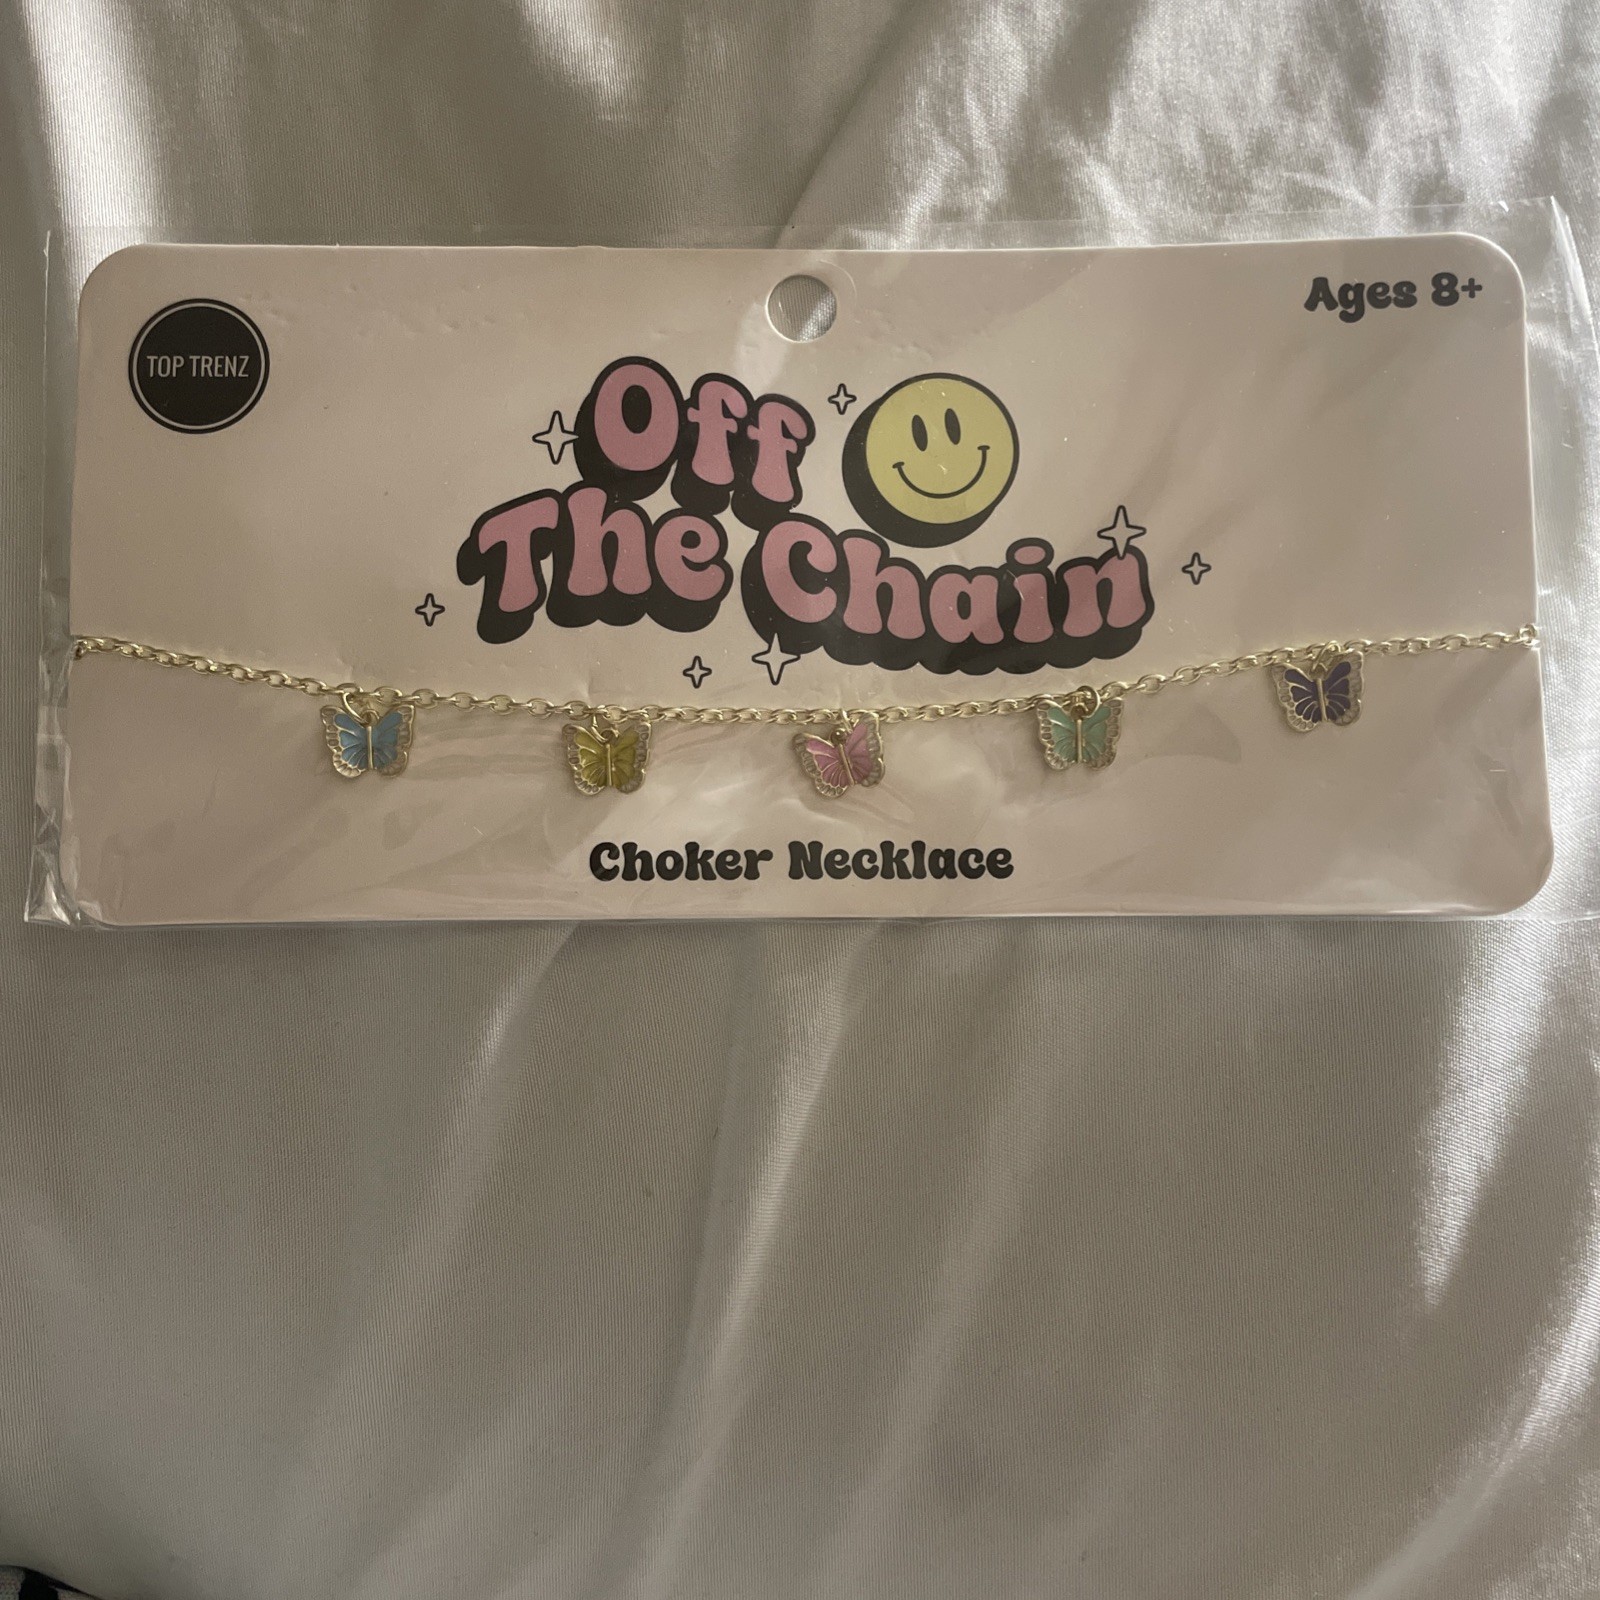 Ages 8+
TOP TRENZ
Off
The Chain
Choker Necklace